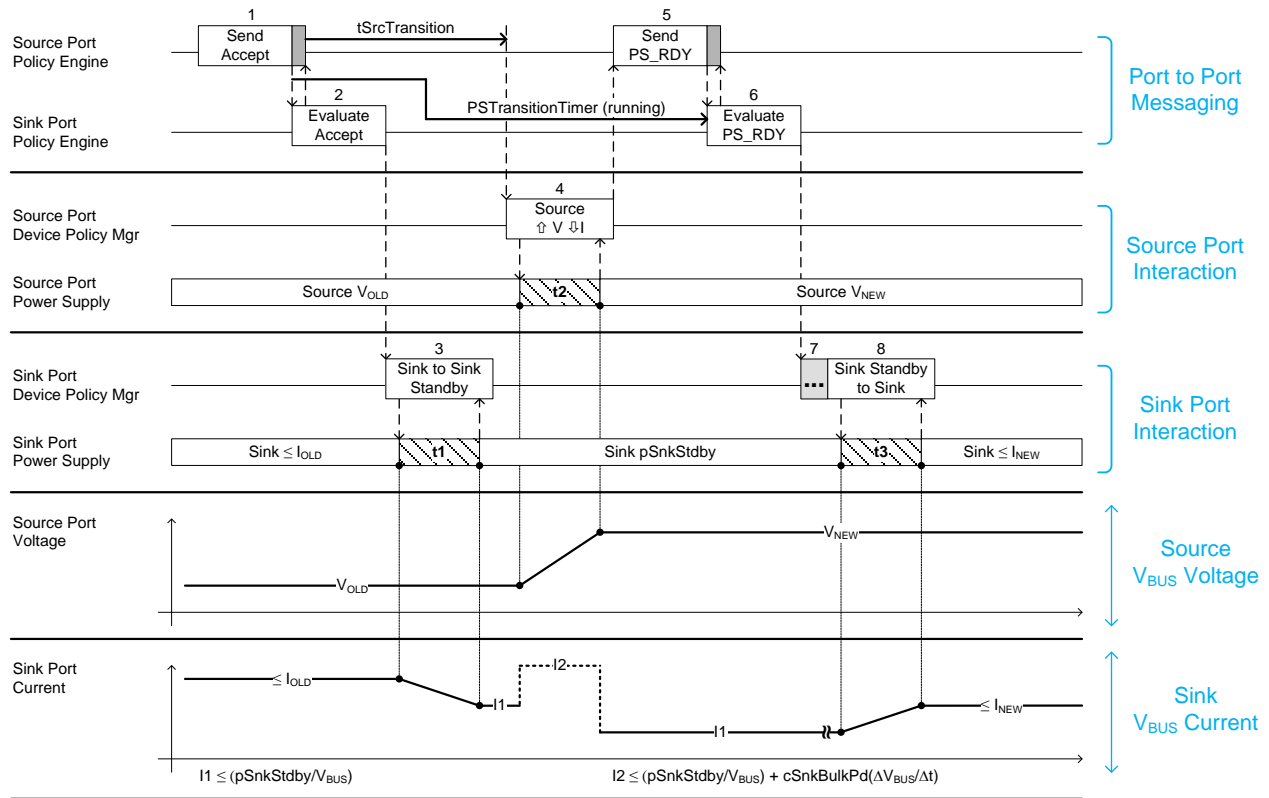 1
5
Source Port
Policy Engine
Send
Accept
tSrcTransition
Send
PS_RDY
Port to Port
Messaging
2
6
Sink Port
Policy Engine
Evaluate
Accept
PSTransitionTimer (running)
Evaluate
PS_RDY
4
Source Port
Device Policy Mgr
Source
⇧ V ⇩I
Source Port
Interaction
Source Port
Power Supply
Source VOLD
t2
Source VNEW
3
7
8
Sink Port
Device Policy Mgr
Sink to Sink
Standby
...
Sink Standby
to Sink
Sink Port
Interaction
Sink Port
Power Supply
Sink ≤ IOLD
t1
Sink pSnkStdby
t3
Sink ≤ INEW
Source Port
Voltage
VOLD
VNEW
Source
VBUS Voltage
Sink Port
Current
≤ IOLD
I1
I2
I1
≤ INEW
Sink
VBUS Current
I1 ≤ (pSnkStdby/VBUS)
I2 ≤ (pSnkStdby/VBUS) + cSnkBulkPd(ΔVBUS/Δt)